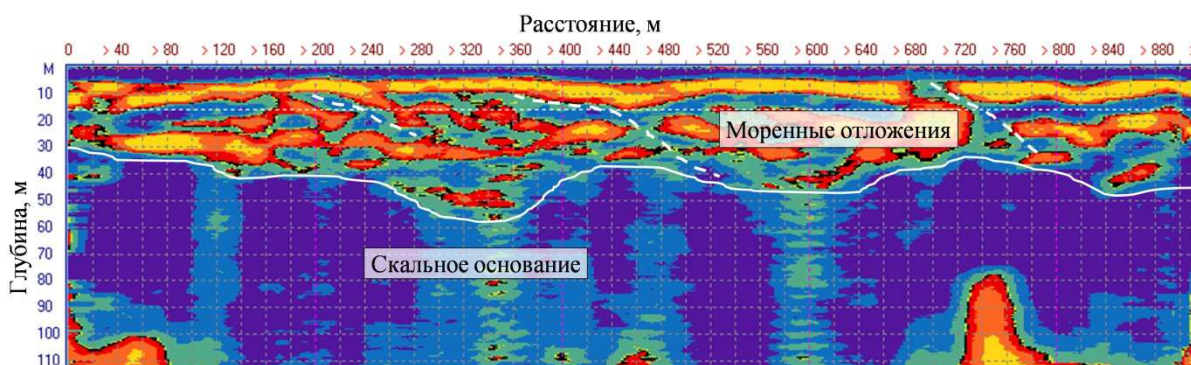 Расстояние, м
0 > 40 > 80 > 120 > 160 > 200 > 240 > 280 > 320 > 360 > 400 > 440 > 480 > 520 > 560 > 600 > 640 > 680 > 720 > 760 > 800 > 840 > 880 >
М
10
20
30
40
50
60
70
80
90
100
110
Глубина, м
Моренные отложения
Скальное основание